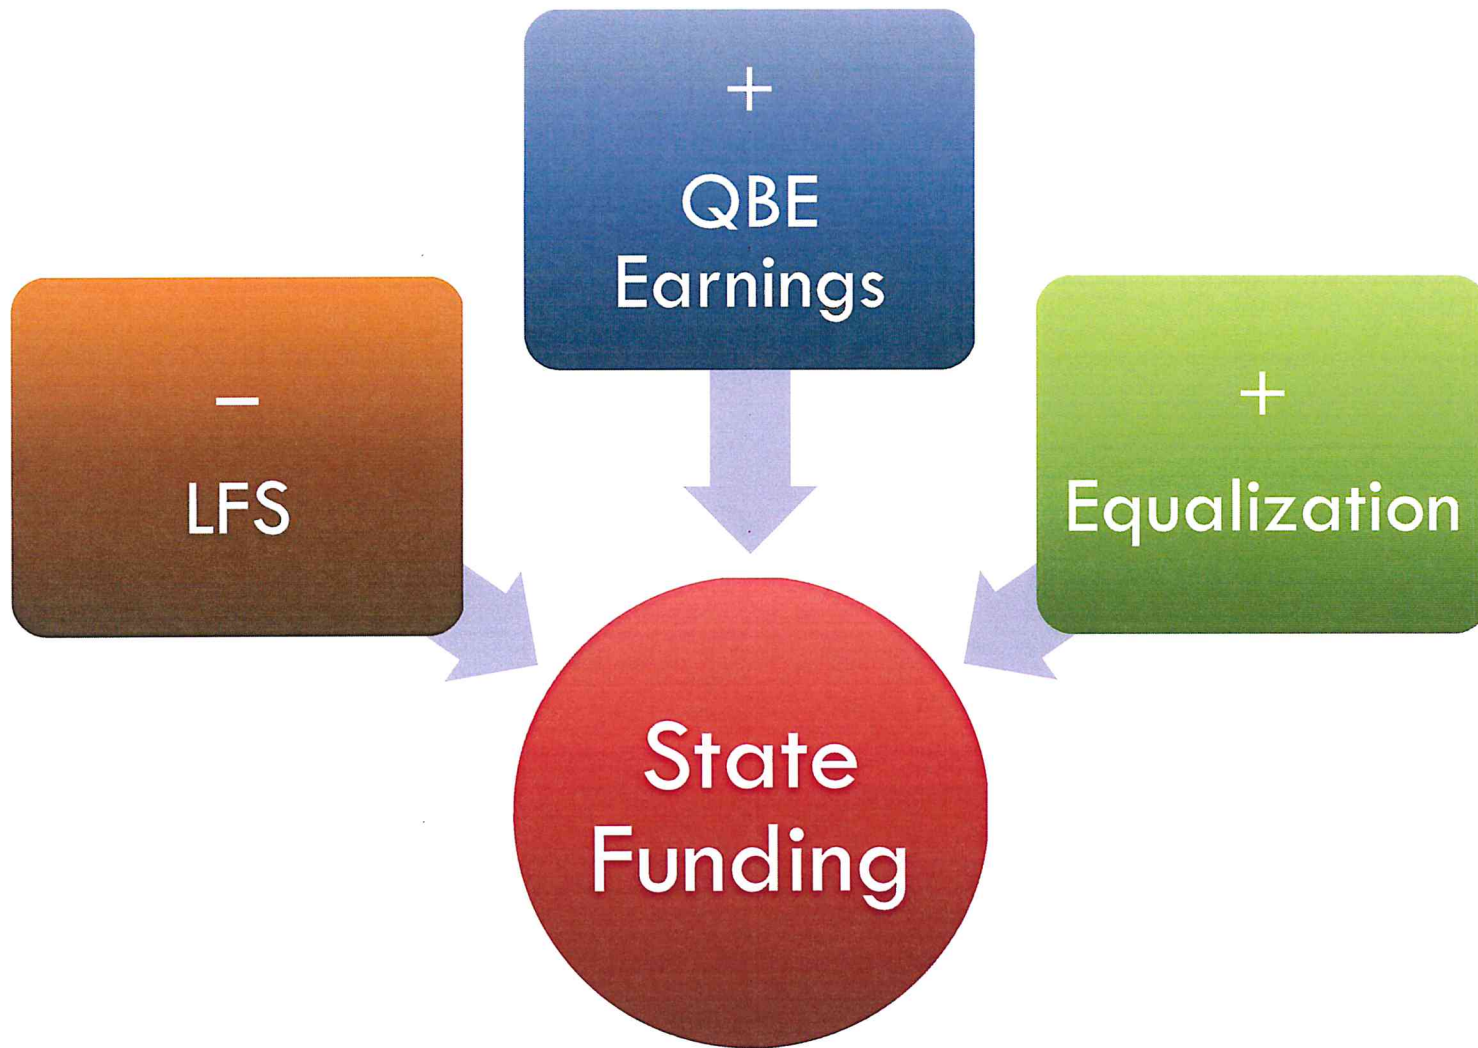 +
QBE
Earnings
–
LFS
+
Equalization
State
Funding